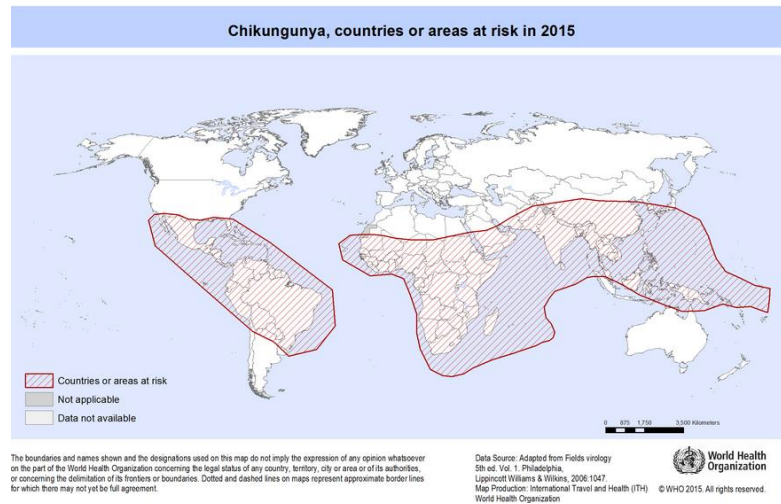 Chikungunya, countries or areas at risk in 2015
Countries or areas at risk
Not applicable
Data not available
0 875 1,750 3,500 Kilometers
The boundaries and names shown and the designations used on this map do not imply the expression of any opinion whatsoever
on the part of the World Health Organization concerning the legal status of any country, territory, city or area or of its authorities,
or concerning the delimitation of its frontiers or boundaries. Dotted and dashed lines on maps represent approximate border lines
for which there may not yet be full agreement.
Data Source: Adapted from Fields virology
5th ed. Vol. 1. Philadelphia,
Lippincott Williams & Wilkins, 2006:1047.
Map Production: International Travel and Health (ITH)
World Health Organization
World Health
Organization
© WHO 2015. All rights reserved.